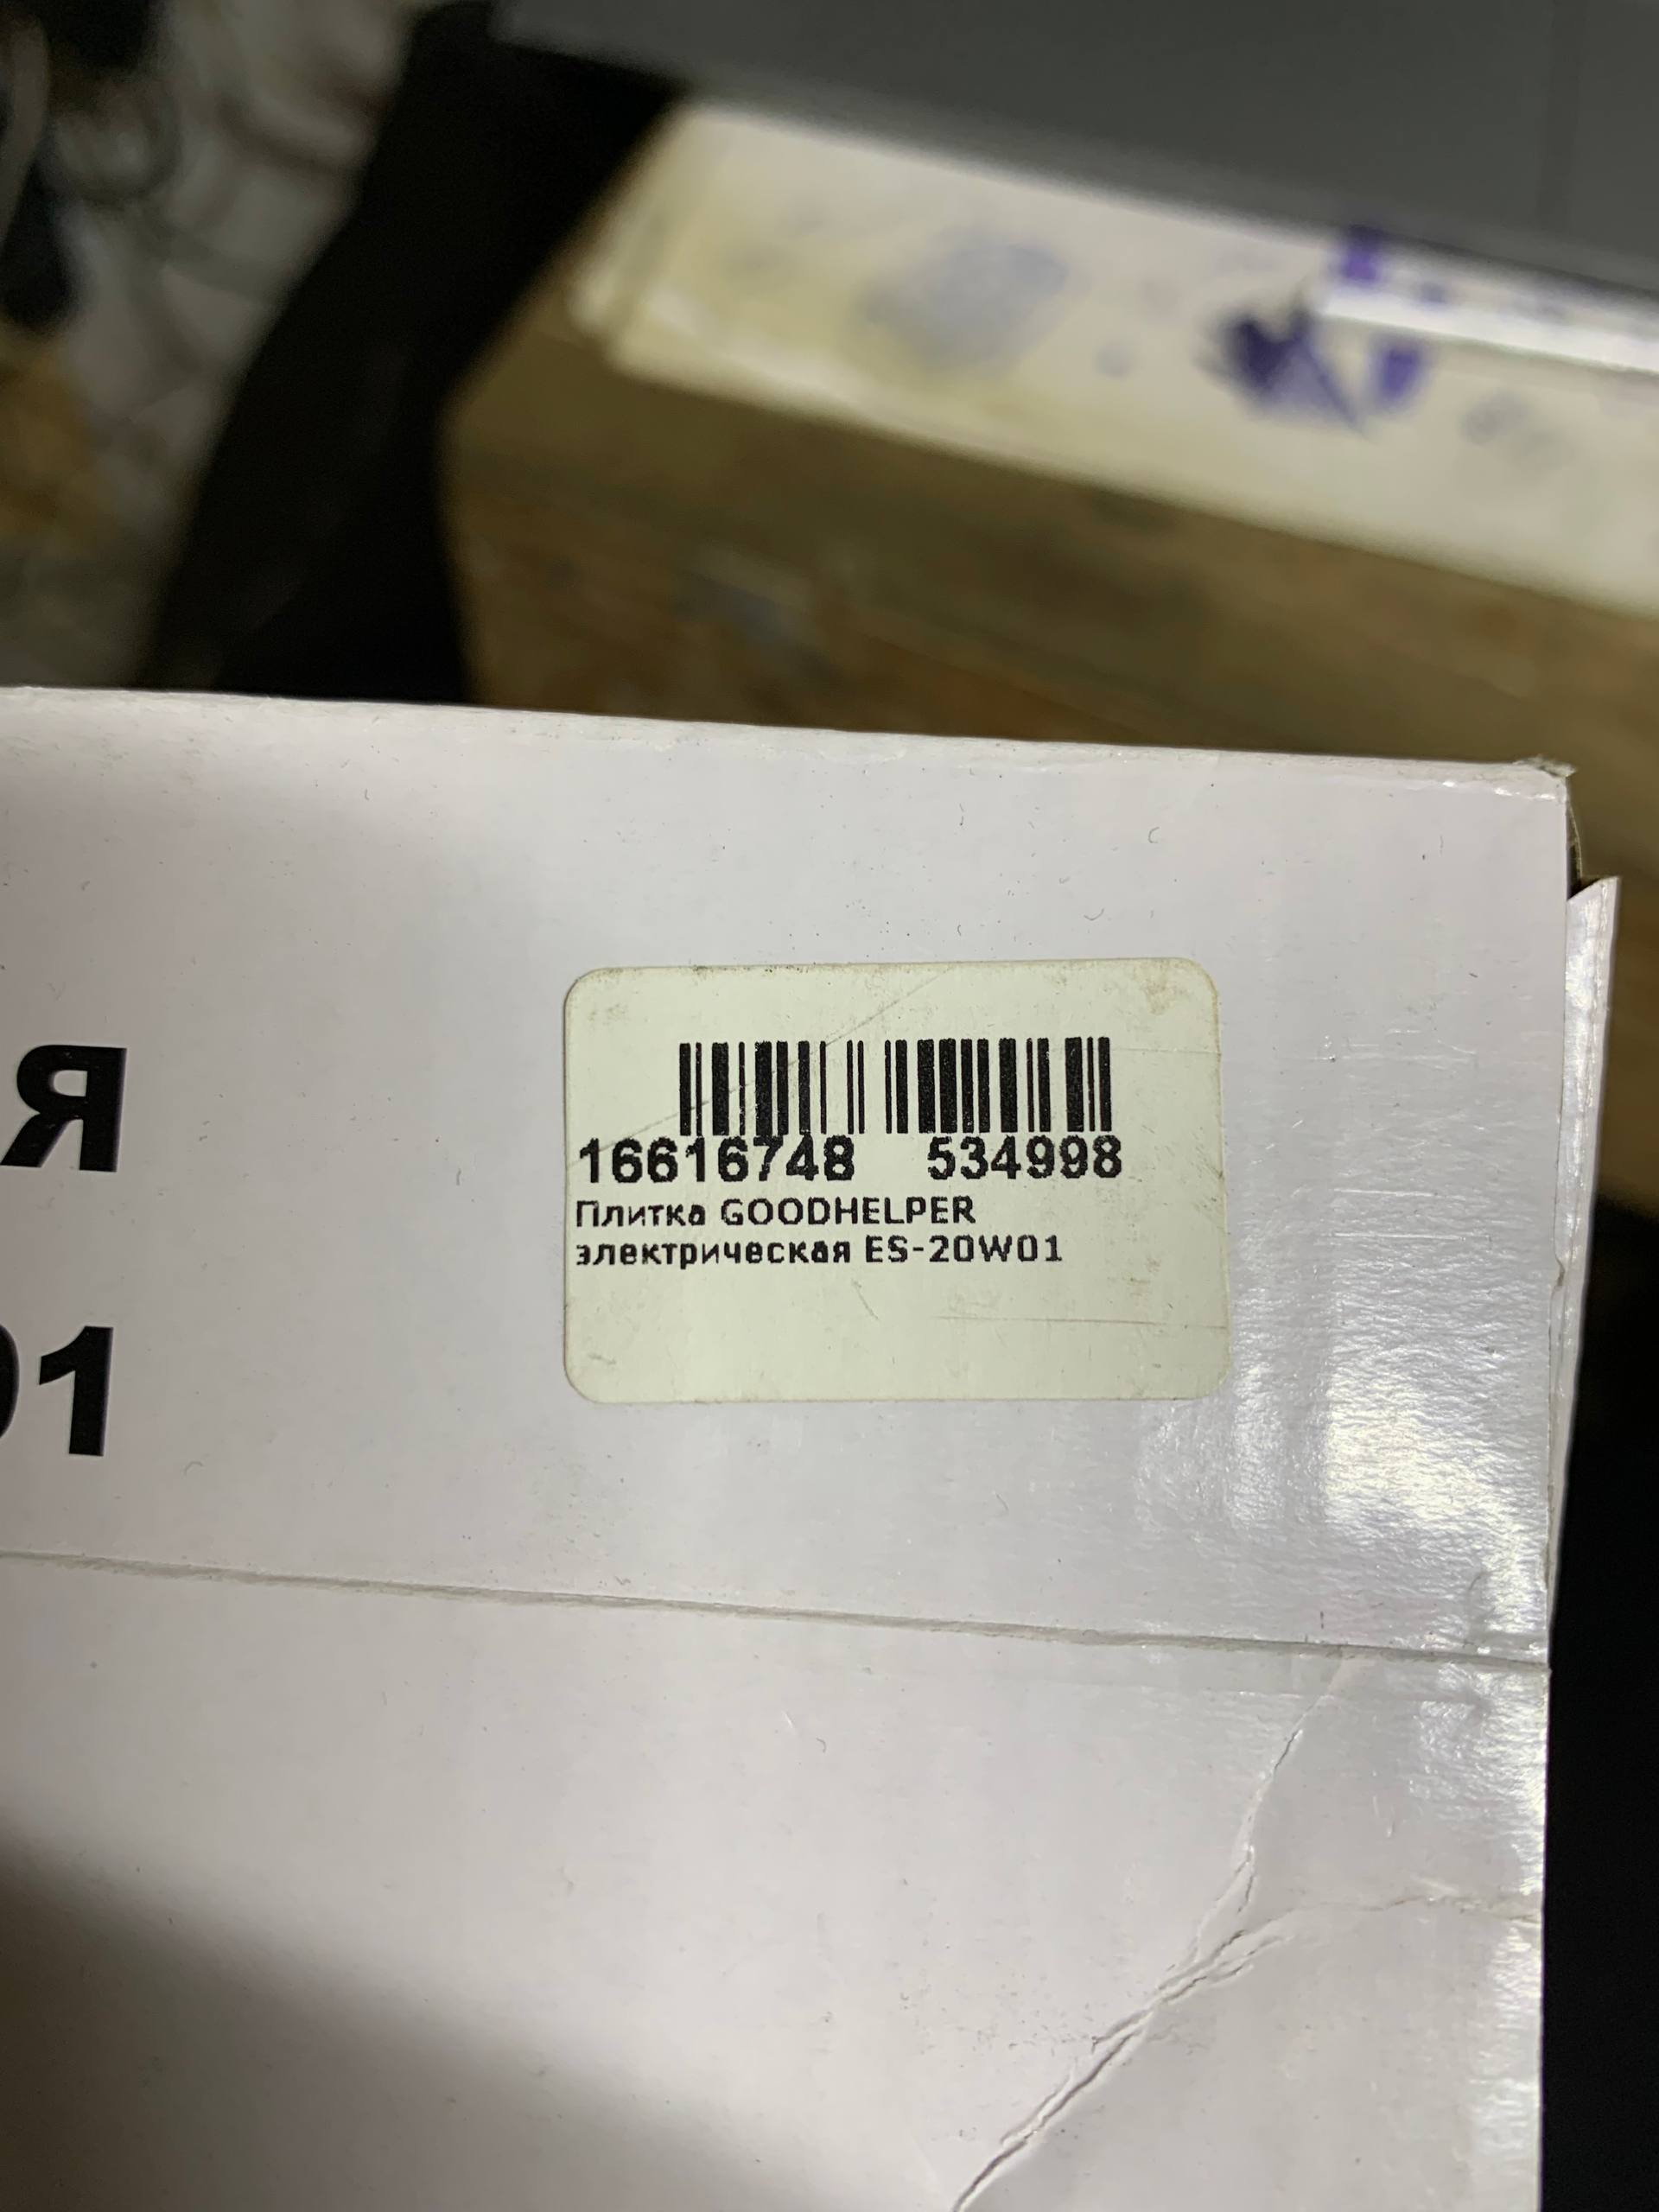 Я
01
16616748 534998
Плитка GOODHELPER
электрическая ES-20W01